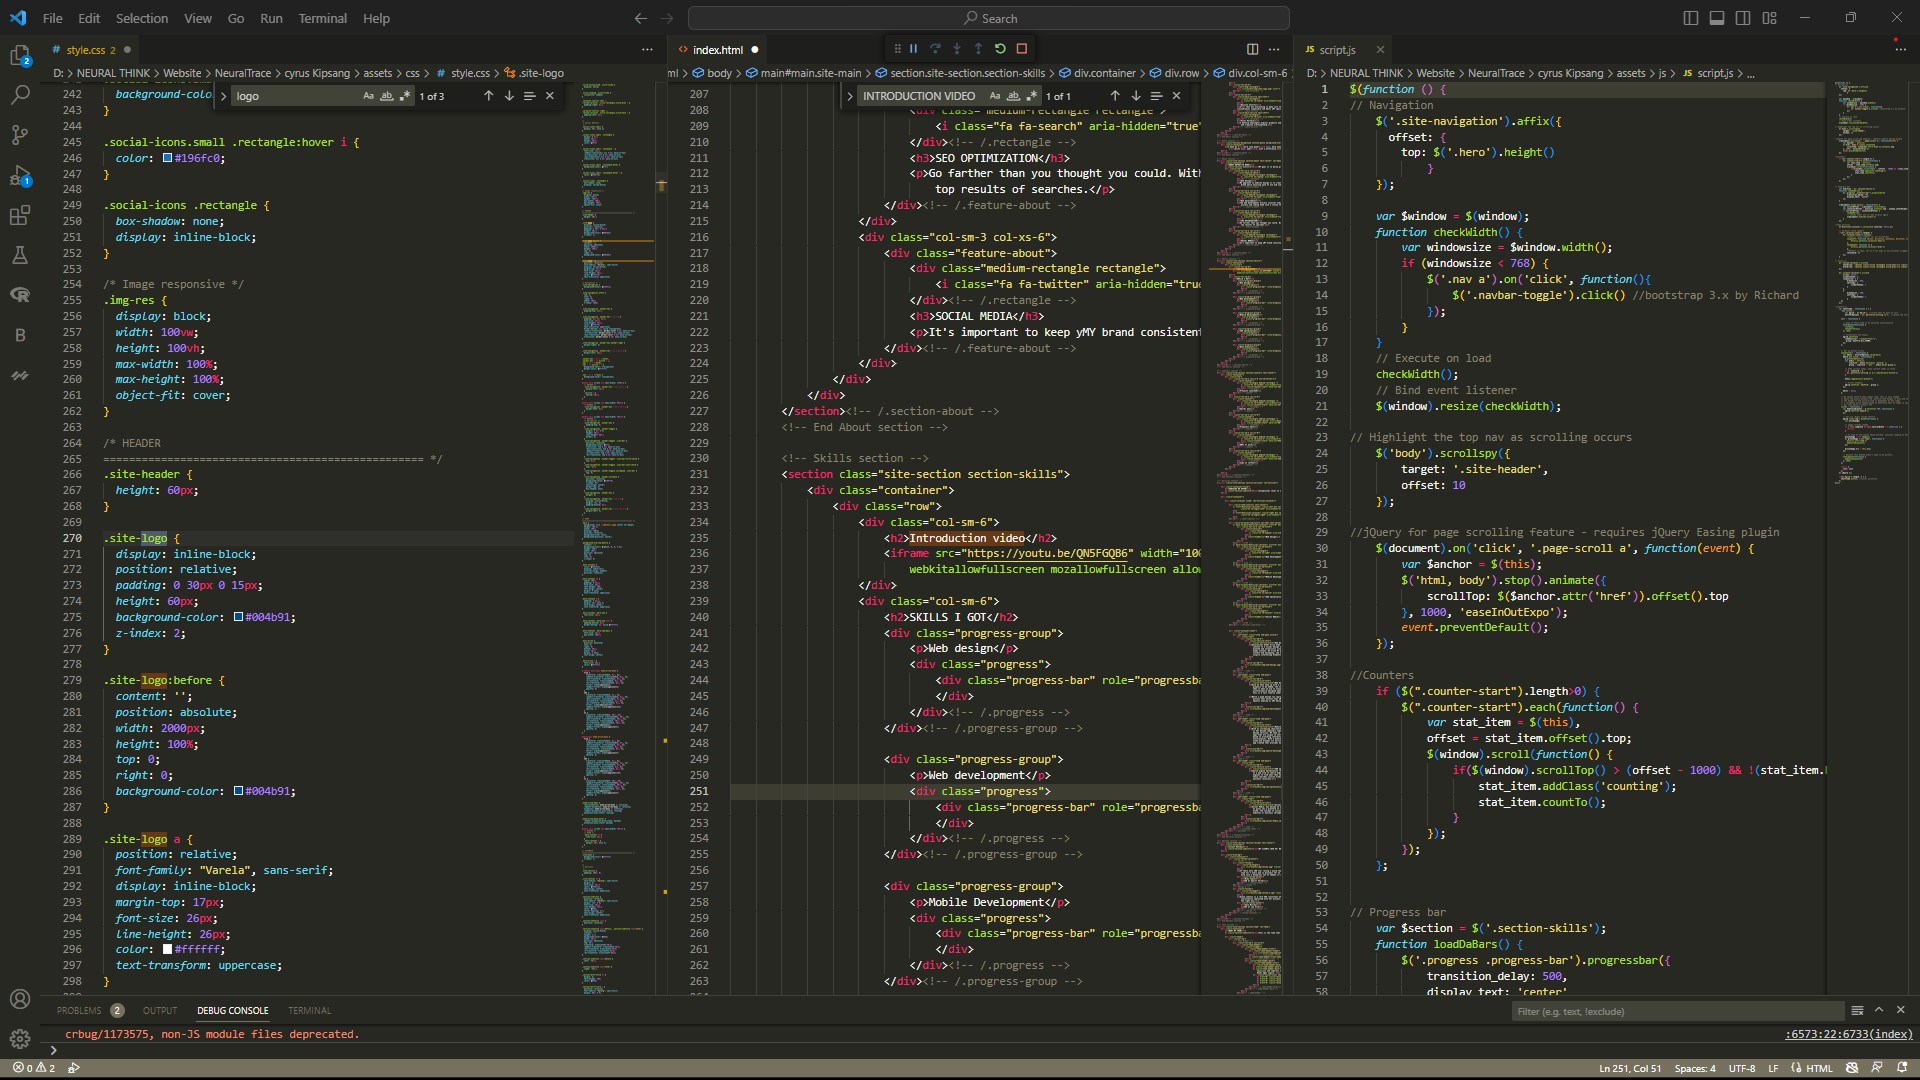 File Edit Selection View Go Run Terminal Help
Search
style.css 2
index.html
script.js
D: > NEURAL THINK > Website > NeuralTrace > cyrus Kipsang > assets > css > style.css > .site-logo
ml > body > main#main.site-main > section.site-section.section-skills > div.container > div.row > div.col-sm-6
D: > NEURAL THINK > Website > NeuralTrace > cyrus Kipsang > assets > js > script.js > ...
logo
1 of 3
INTRODUCTION VIDEO
1 of 1
242 background-colo
243 }
244
245 .social-icons.small .rectangle:hover i {
246 color: #196fc0;
247 }
248
249 .social-icons .rectangle {
250 box-shadow: none;
251 display: inline-block;
252 }
253
254 /* Image responsive */
255 .img-res {
256 display: block;
257 width: 100vw;
258 height: 100vh;
259 max-width: 100%;
260 max-height: 100%;
261 object-fit: cover;
262 }
263
264 /* HEADER
265 ================================================= */
266 .site-header {
267 height: 60px;
268 }
269
270 .site-logo {
271 display: inline-block;
272 position: relative;
273 padding: 0 30px 0 15px;
274 height: 60px;
275 background-color: #004b91;
276 z-index: 2;
277 }
278
279 .site-logo:before {
280 content: '';
281 position: absolute;
282 width: 2000px;
283 height: 100%;
284 top: 0;
285 right: 0;
286 background-color: #004b91;
287 }
288
289 .site-logo a {
290 position: relative;
291 font-family: "Varela", sans-serif;
292 display: inline-block;
293 margin-top: 17px;
294 font-size: 26px;
295 line-height: 26px;
296 color: #ffffff;
297 text-transform: uppercase;
298 }
207
208 <div class="medium-rectangle rectangle">
209 <i class="fa fa-search" aria-hidden="true"
210 </div><!-- /.rectangle -->
211 <h3>SEO OPTIMIZATION</h3>
212 <p>Go farther than you thought you could. Wit
213 top results of searches.</p>
214 </div><!-- /.feature-about -->
215 </div>
216 <div class="col-sm-3 col-xs-6">
217 <div class="feature-about">
218 <div class="medium-rectangle rectangle">
219 <i class="fa fa-twitter" aria-hidden="true
220 </div><!-- /.rectangle -->
221 <h3>SOCIAL MEDIA</h3>
222 <p>It's important to keep yMY brand consistent
223 </div><!-- /.feature-about -->
224 </div>
225 </div>
226 </div>
227 </section><!-- /.section-about -->
228 <!-- End About section -->
229
230 <!-- Skills section -->
231 <section class="site-section section-skills">
232 <div class="container">
233 <div class="row">
234 <div class="col-sm-6">
235 <h2>Introduction video</h2>
236 <iframe src="https://youtu.be/QN5FGQB6" width="100
237 webkitallowfullscreen mozallowfullscreen allow
238 </div>
239 <div class="col-sm-6">
240 <h2>SKILLS I GOT</h2>
241 <div class="progress-group">
242 <p>Web design</p>
243 <div class="progress">
244 <div class="progress-bar" role="progressba
245 </div>
246 </div><!-- /.progress -->
247 </div><!-- /.progress-group -->
248
249 <div class="progress-group">
250 <p>Web development</p>
251 <div class="progress">
252 <div class="progress-bar" role="progressba
253 </div>
254 </div><!-- /.progress -->
255 </div><!-- /.progress-group -->
256
257 <div class="progress-group">
258 <p>Mobile Development</p>
259 <div class="progress">
260 <div class="progress-bar" role="progressba
261 </div>
262 </div><!-- /.progress -->
263 </div><!-- /.progress-group -->
1 $(function () {
2 // Navigation
3 $('.site-navigation').affix({
4 offset: {
5 top: $('.hero').height()
6 }
7 });
8
9 var $window = $(window);
10 function checkWidth() {
11 var windowsize = $window.width();
12 if (windowsize < 768) {
13 $('.nav a').on('click', function(){
14 $('.navbar-toggle').click() //bootstrap 3.x by Richard
15 });
16 }
17 }
18 // Execute on load
19 checkWidth();
20 // Bind event listener
21 $(window).resize(checkWidth);
22
23 // Highlight the top nav as scrolling occurs
24 $('body').scrollspy({
25 target: '.site-header',
26 offset: 10
27 });
28
29 //jQuery for page scrolling feature - requires jQuery Easing plugin
30 $(document).on('click', '.page-scroll a', function(event) {
31 var $anchor = $(this);
32 $('html, body').stop().animate({
33 scrollTop: $($anchor.attr('href')).offset().top
34 }, 1000, 'easeInOutExpo');
35 event.preventDefault();
36 });
37
38 //Counters
39 if ($(".counter-start").length>0) {
40 $(".counter-start").each(function() {
41 var stat_item = $(this),
42 offset = stat_item.offset().top;
43 $(window).scroll(function() {
44 if($(window).scrollTop() > (offset - 1000) && !(stat_item.
45 stat_item.addClass('counting');
46 stat_item.countTo();
47 }
48 });
49 });
50 };
51
52
53 // Progress bar
54 var $section = $('.section-skills');
55 function loadDaBars() {
56 $('.progress .progress-bar').progressbar({
57 transition_delay: 500,
58 display_text: 'center'
PROBLEMS 2 OUTPUT DEBUG CONSOLE TERMINAL
Filter (e.g. text, !exclude)
crbug/1173575, non-JS module files deprecated.
:6573:22:6733(index)
0 2
Ln 251, Col 51 Spaces: 4 UTF-8 LF HTML